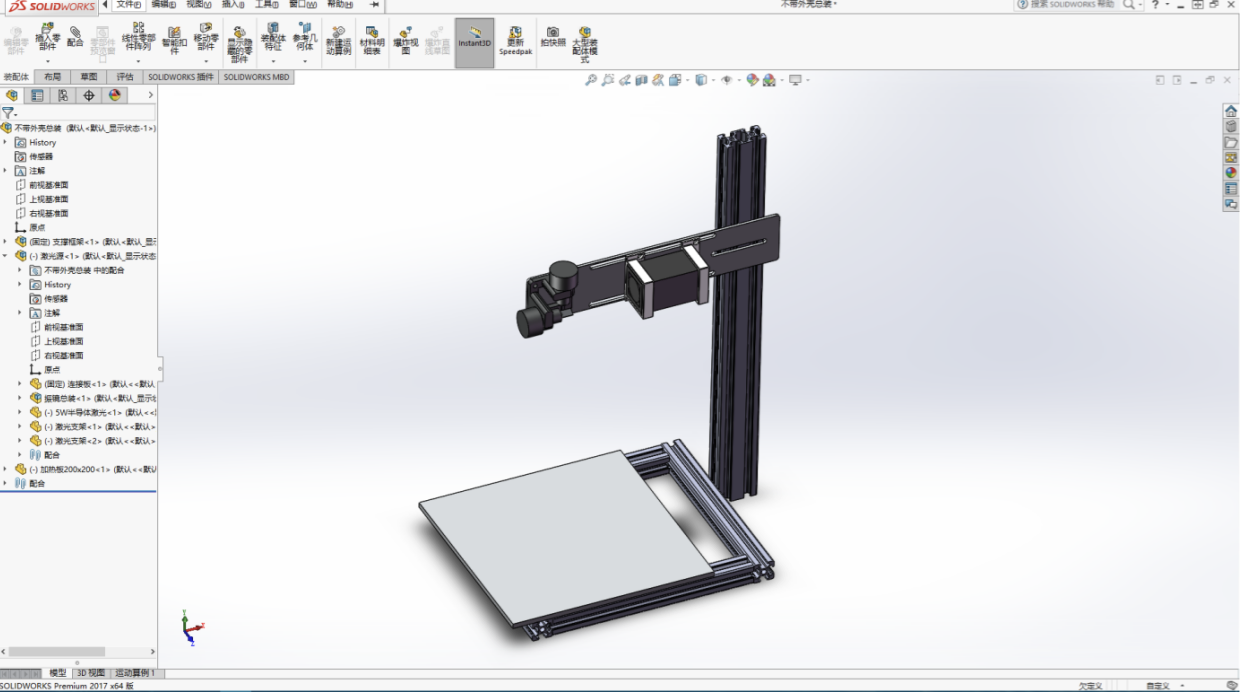 SOLIDWORKS 文件(F) 编辑(E) 视图(V) 插入(I) 工具(T) 窗口(W) 帮助(H) 不带外壳总装* 搜索 SOLIDWORKS 帮助
编辑零部件 插入零部件 配合 零部件预览窗口 线性零部件阵列 智能扣件 移动零部件 显示隐藏的零部件 装配体特征 参考几何体 新建运动算例 材料明细表 爆炸视图 爆炸直线草图 Instant3D 更新 Speedpak 拍快照 大型装配体模式
装配体 布局 草图 评估 SOLIDWORKS 插件 SOLIDWORKS MBD
不带外壳总装 (默认<默认_显示状态-1>)
History
传感器
注解
前视基准面
上视基准面
右视基准面
原点
(固定) 支撑框架<1> (默认<默认_显
(-) 激光源<1> (默认<默认_显示状态
不带外壳总装 中的配合
History
传感器
注解
前视基准面
上视基准面
右视基准面
原点
(固定) 连接板<1> (默认<<默认
振镜总装<1> (默认<默认_显示
(-) 5W半导体激光<1> (默认<<
(-) 激光支架<1> (默认<<默认>
(-) 激光支架<2> (默认<<默认>
配合
(-) 加热板200x200<1> (默认<<默认
配合
模型 3D 视图 运动算例 1
SOLIDWORKS Premium 2017 x64 版 欠定义 自定义